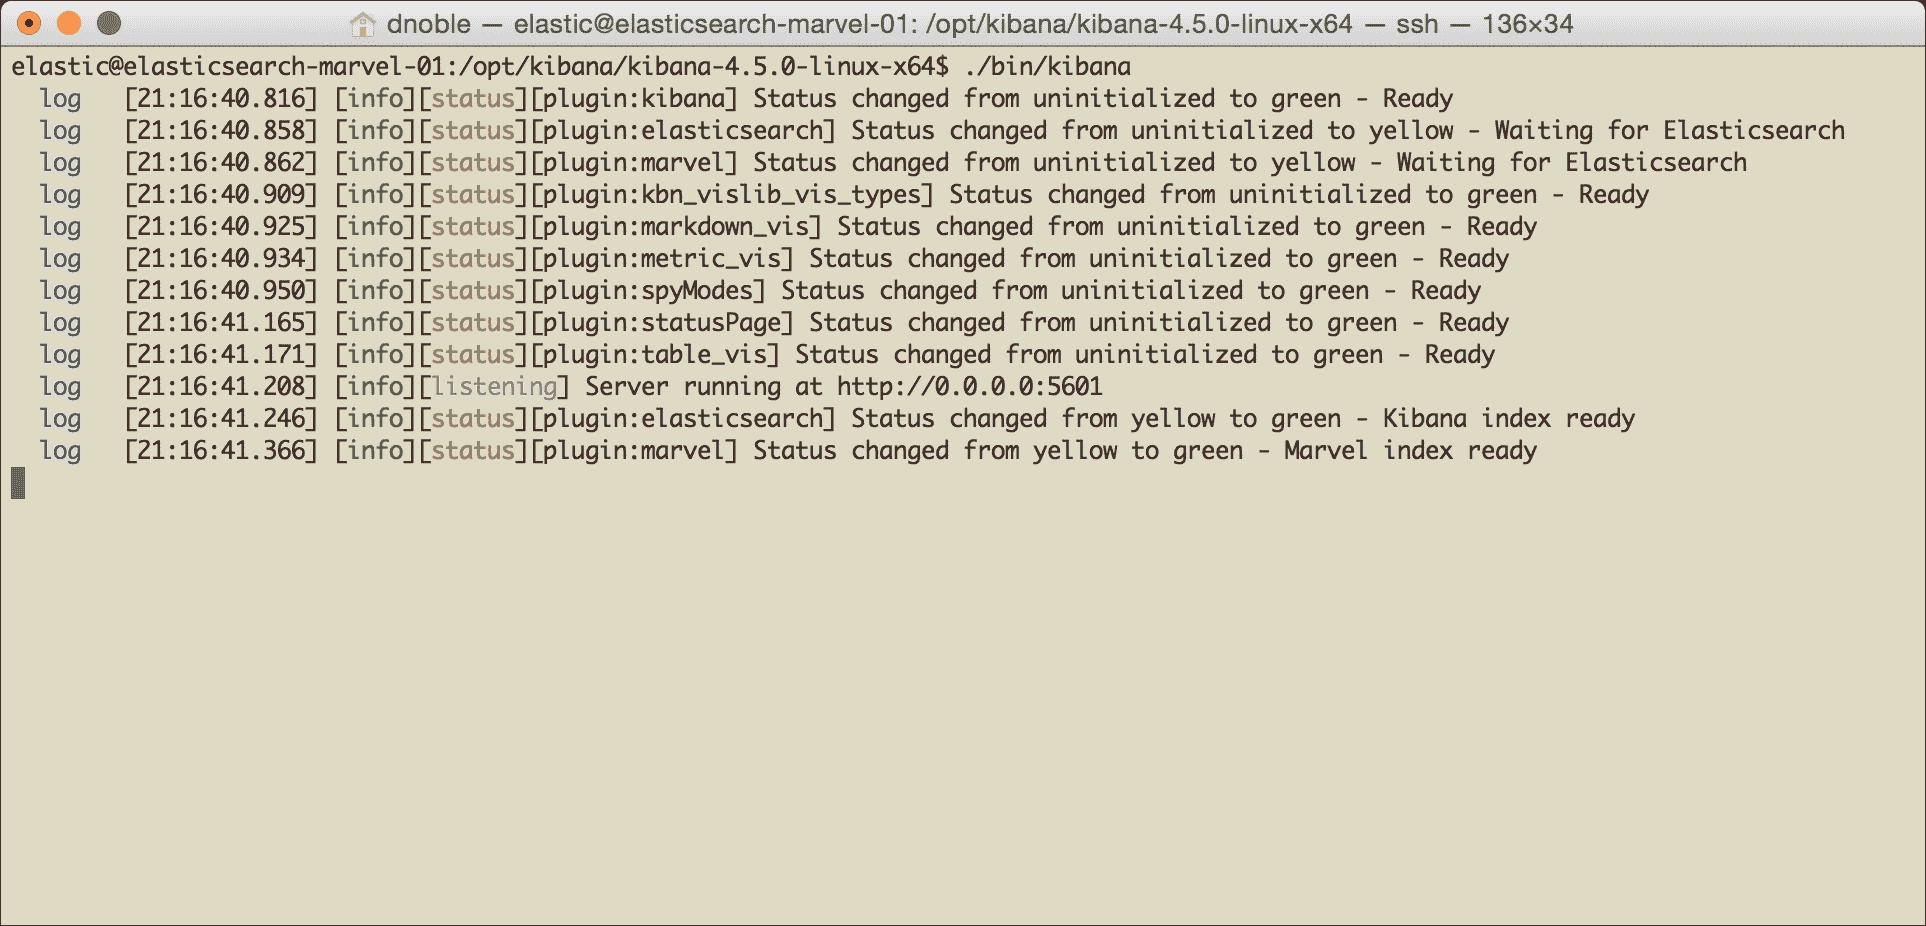 dnoble — elastic@elasticsearch-marvel-01: /opt/kibana/kibana-4.5.0-linux-x64 — ssh — 136×34
elastic@elasticsearch-marvel-01:/opt/kibana/kibana-4.5.0-linux-x64$ ./bin/kibana
log [21:16:40.816] [info][status][plugin:kibana] Status changed from uninitialized to green - Ready
log [21:16:40.858] [info][status][plugin:elasticsearch] Status changed from uninitialized to yellow - Waiting for Elasticsearch
log [21:16:40.862] [info][status][plugin:marvel] Status changed from uninitialized to yellow - Waiting for Elasticsearch
log [21:16:40.909] [info][status][plugin:kbn_vislib_vis_types] Status changed from uninitialized to green - Ready
log [21:16:40.925] [info][status][plugin:markdown_vis] Status changed from uninitialized to green - Ready
log [21:16:40.934] [info][status][plugin:metric_vis] Status changed from uninitialized to green - Ready
log [21:16:40.950] [info][status][plugin:spyModes] Status changed from uninitialized to green - Ready
log [21:16:41.165] [info][status][plugin:statusPage] Status changed from uninitialized to green - Ready
log [21:16:41.171] [info][status][plugin:table_vis] Status changed from uninitialized to green - Ready
log [21:16:41.208] [info][listening] Server running at http://0.0.0.0:5601
log [21:16:41.246] [info][status][plugin:elasticsearch] Status changed from yellow to green - Kibana index ready
log [21:16:41.366] [info][status][plugin:marvel] Status changed from yellow to green - Marvel index ready